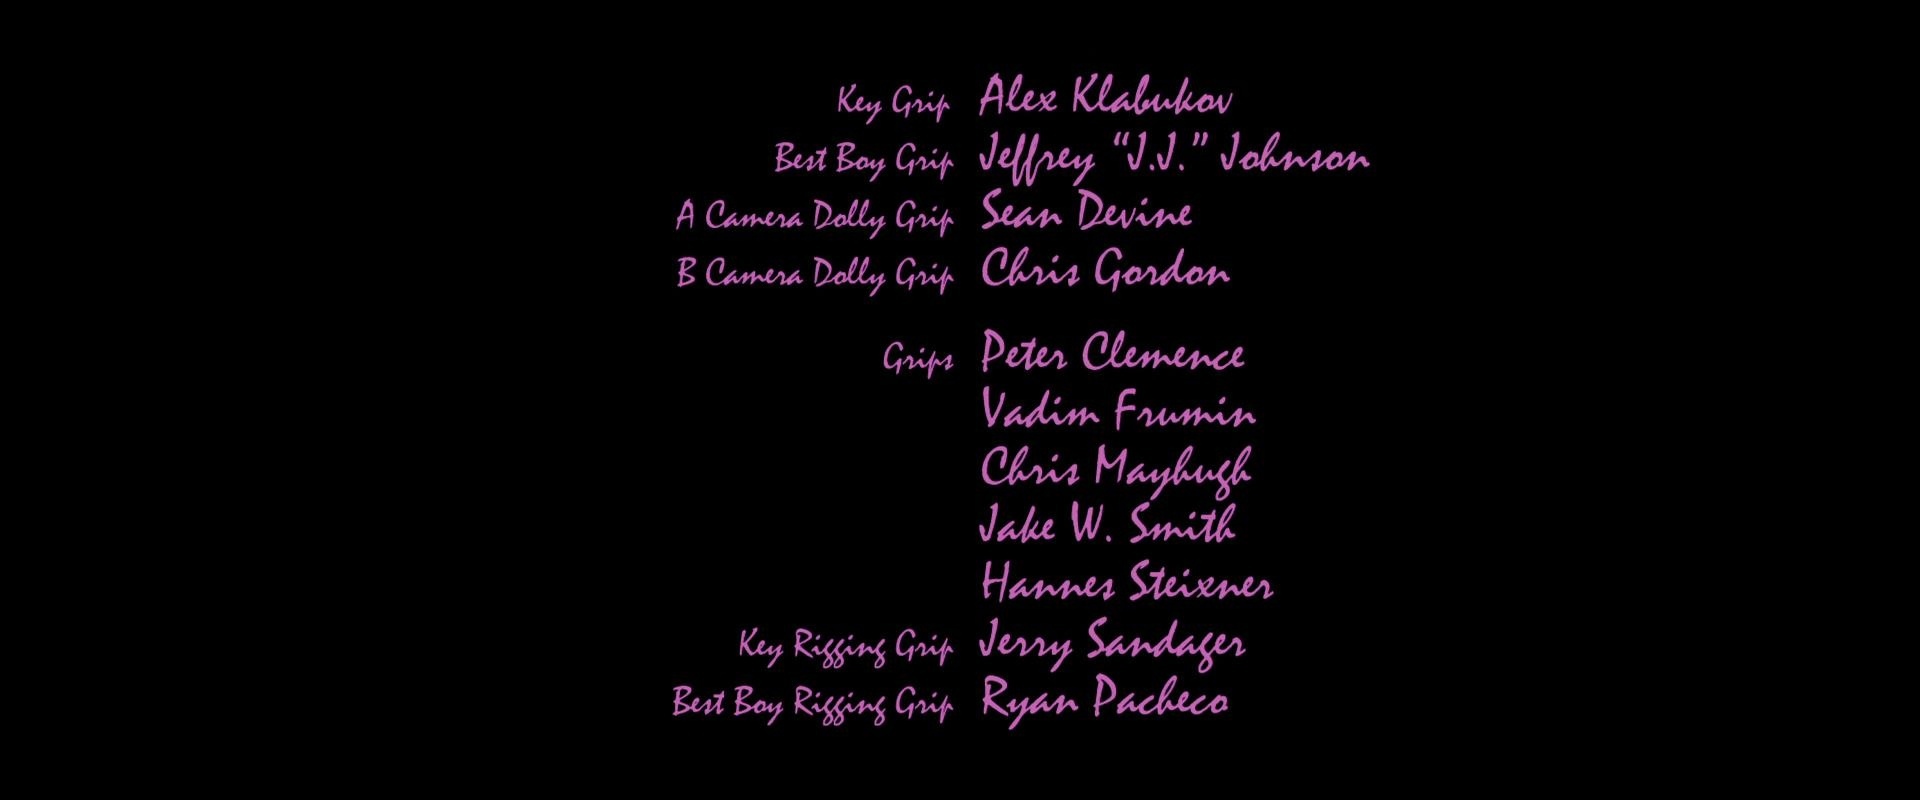 Key Grip Alex Klabukov
Best Boy Grip Jeffrey “J.J.” Johnson
A Camera Dolly Grip Sean Devine
B Camera Dolly Grip Chris Gordon
Grips Peter Clemence
Vadim Frumin
Chris Mayhugh
Jake W. Smith
Hannes Steixner
Key Rigging Grip Jerry Sandager
Best Boy Rigging Grip Ryan Pacheco